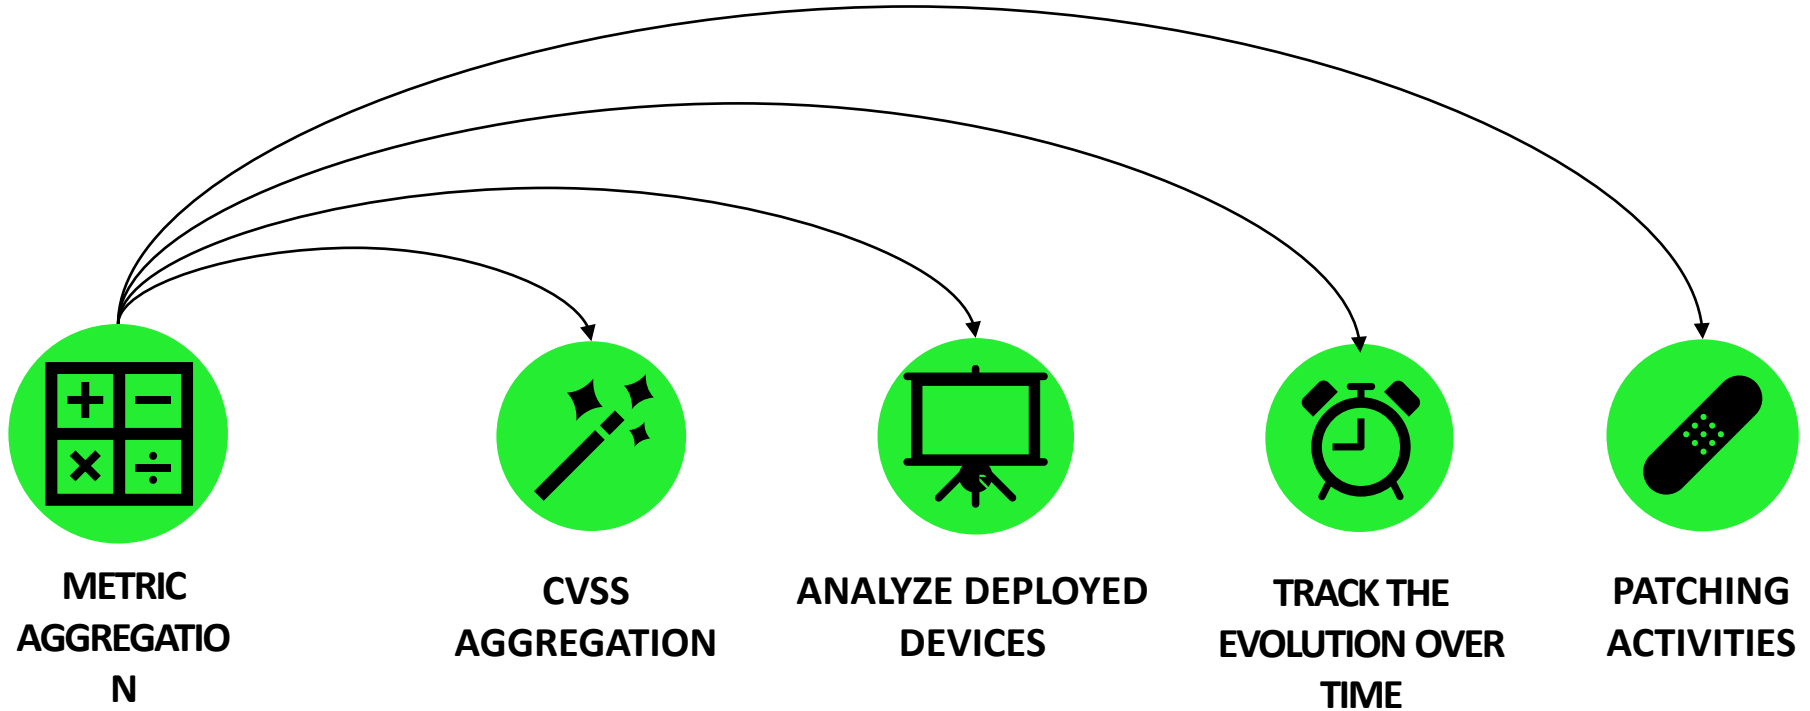 METRIC
AGGREGATIO
N
CVSS
AGGREGATION
ANALYZE DEPLOYED
DEVICES
TRACK THE
EVOLUTION OVER
TIME
PATCHING
ACTIVITIES